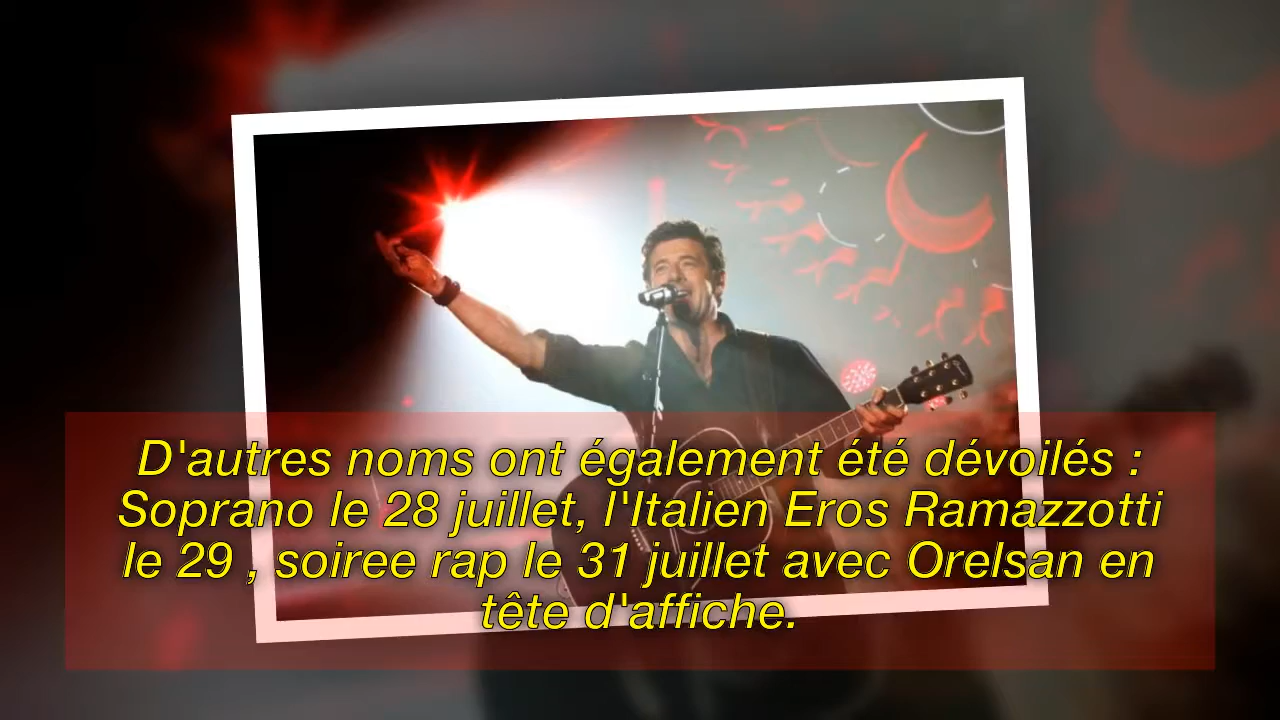 D'autres noms ont également été dévoilés :
Soprano le 28 juillet, l'Italien Eros Ramazzotti
le 29 , soiree rap le 31 juillet avec Orelsan en
tête d'affiche.